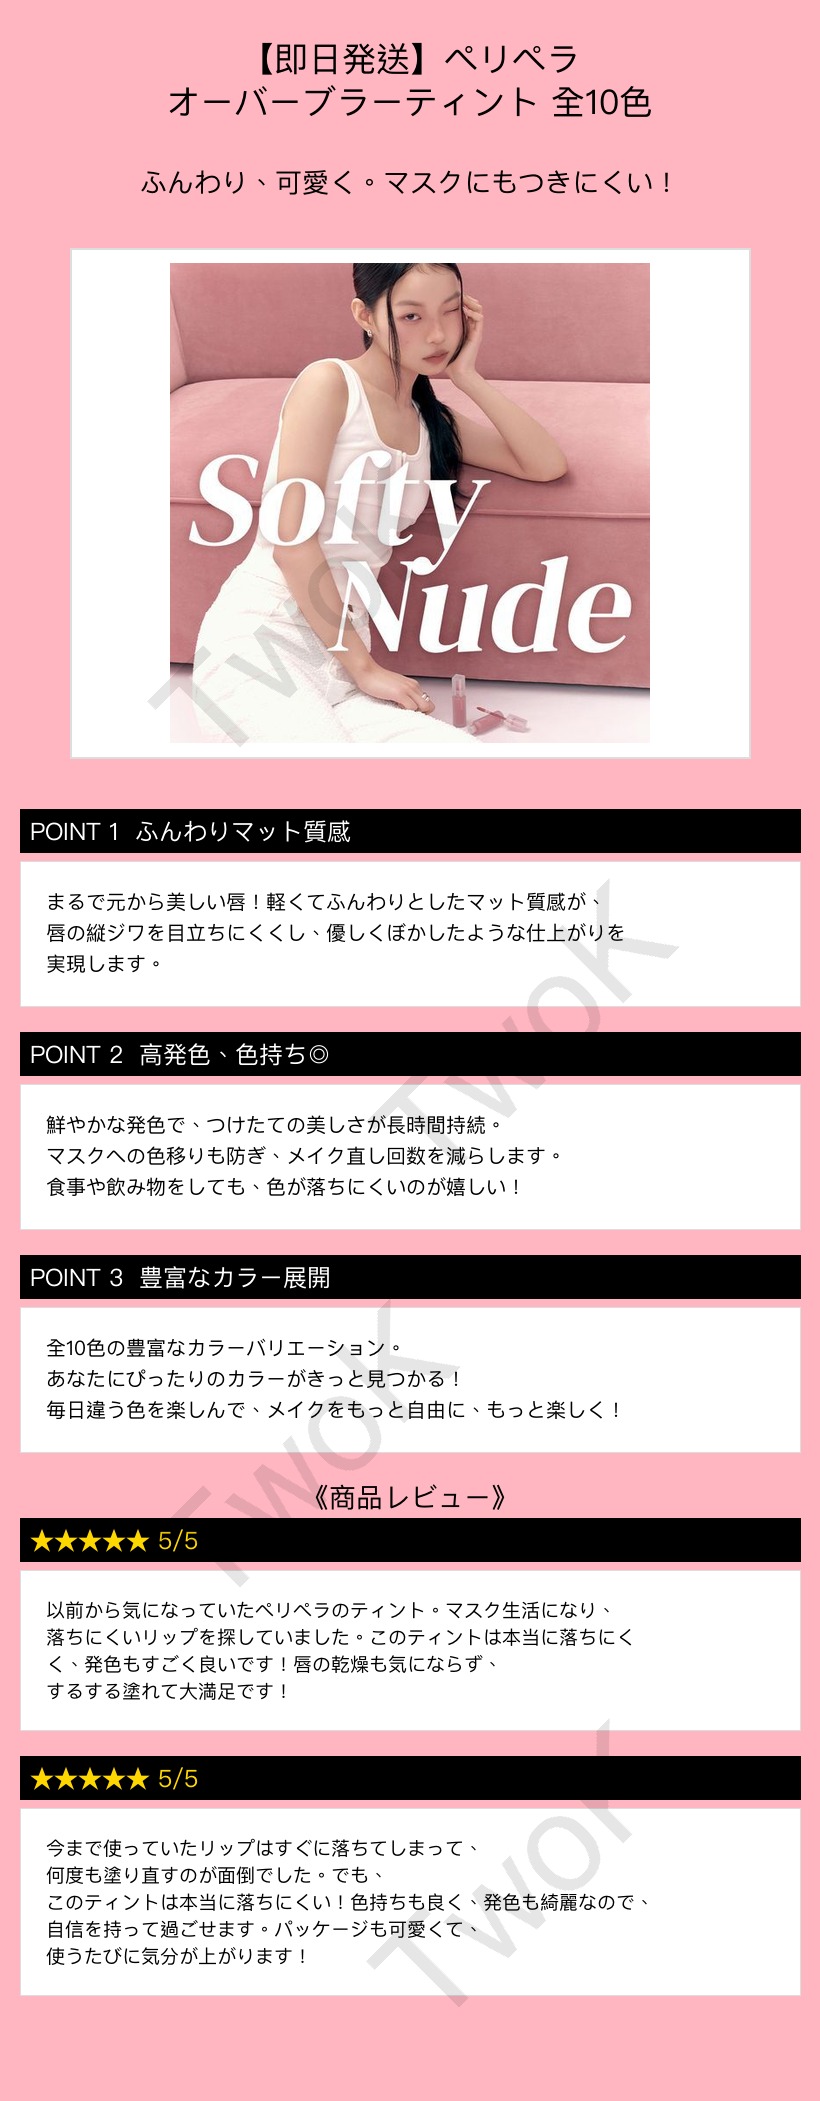 【即日発送】ペリペラ
オーバーブラーティント 全10色
ふんわり、可愛く。マスクにもつきにくい！
Softy
Nude
TwoK
POINT 1 ふんわりマット質感
まるで元から美しい唇！軽くてふんわりとしたマット質感が、
唇の縦ジワを目立ちにくくし、優しくぼかしたような仕上がりを
実現します。
TwoK
POINT 2 高発色、色持ち◎
鮮やかな発色で、つけたての美しさが長時間持続。
マスクへの色移りも防ぎ、メイク直し回数を減らします。
食事や飲み物をしても、色が落ちにくいのが嬉しい！
POINT 3 豊富なカラー展開
全10色の豊富なカラーバリエーション。
あなたにぴったりのカラーがきっと見つかる！
毎日違う色を楽しんで、メイクをもっと自由に、もっと楽しく！
TwoK
《商品レビュー》
★★★★★ 5/5
以前から気になっていたペリペラのティント。マスク生活になり、
落ちにくいリップを探していました。このティントは本当に落ちにく
く、発色もすごく良いです！唇の乾燥も気にならず、
するする塗れて大満足です！
★★★★★ 5/5
今まで使っていたリップはすぐに落ちてしまって、
何度も塗り直すのが面倒でした。でも、
このティントは本当に落ちにくい！色持ちも良く、発色も綺麗なので、
自信を持って過ごせます。パッケージも可愛くて、
使うたびに気分が上がります！
TwoK